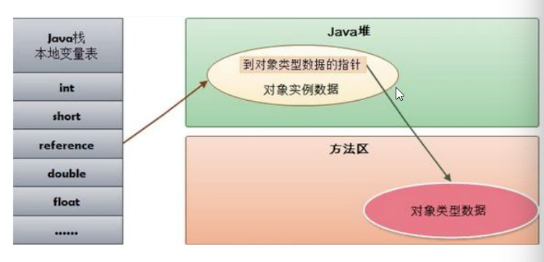 Java栈
本地变量表
int
short
reference
double
float
......
Java堆
到对象类型数据的指针
对象实例数据
方法区
对象类型数据